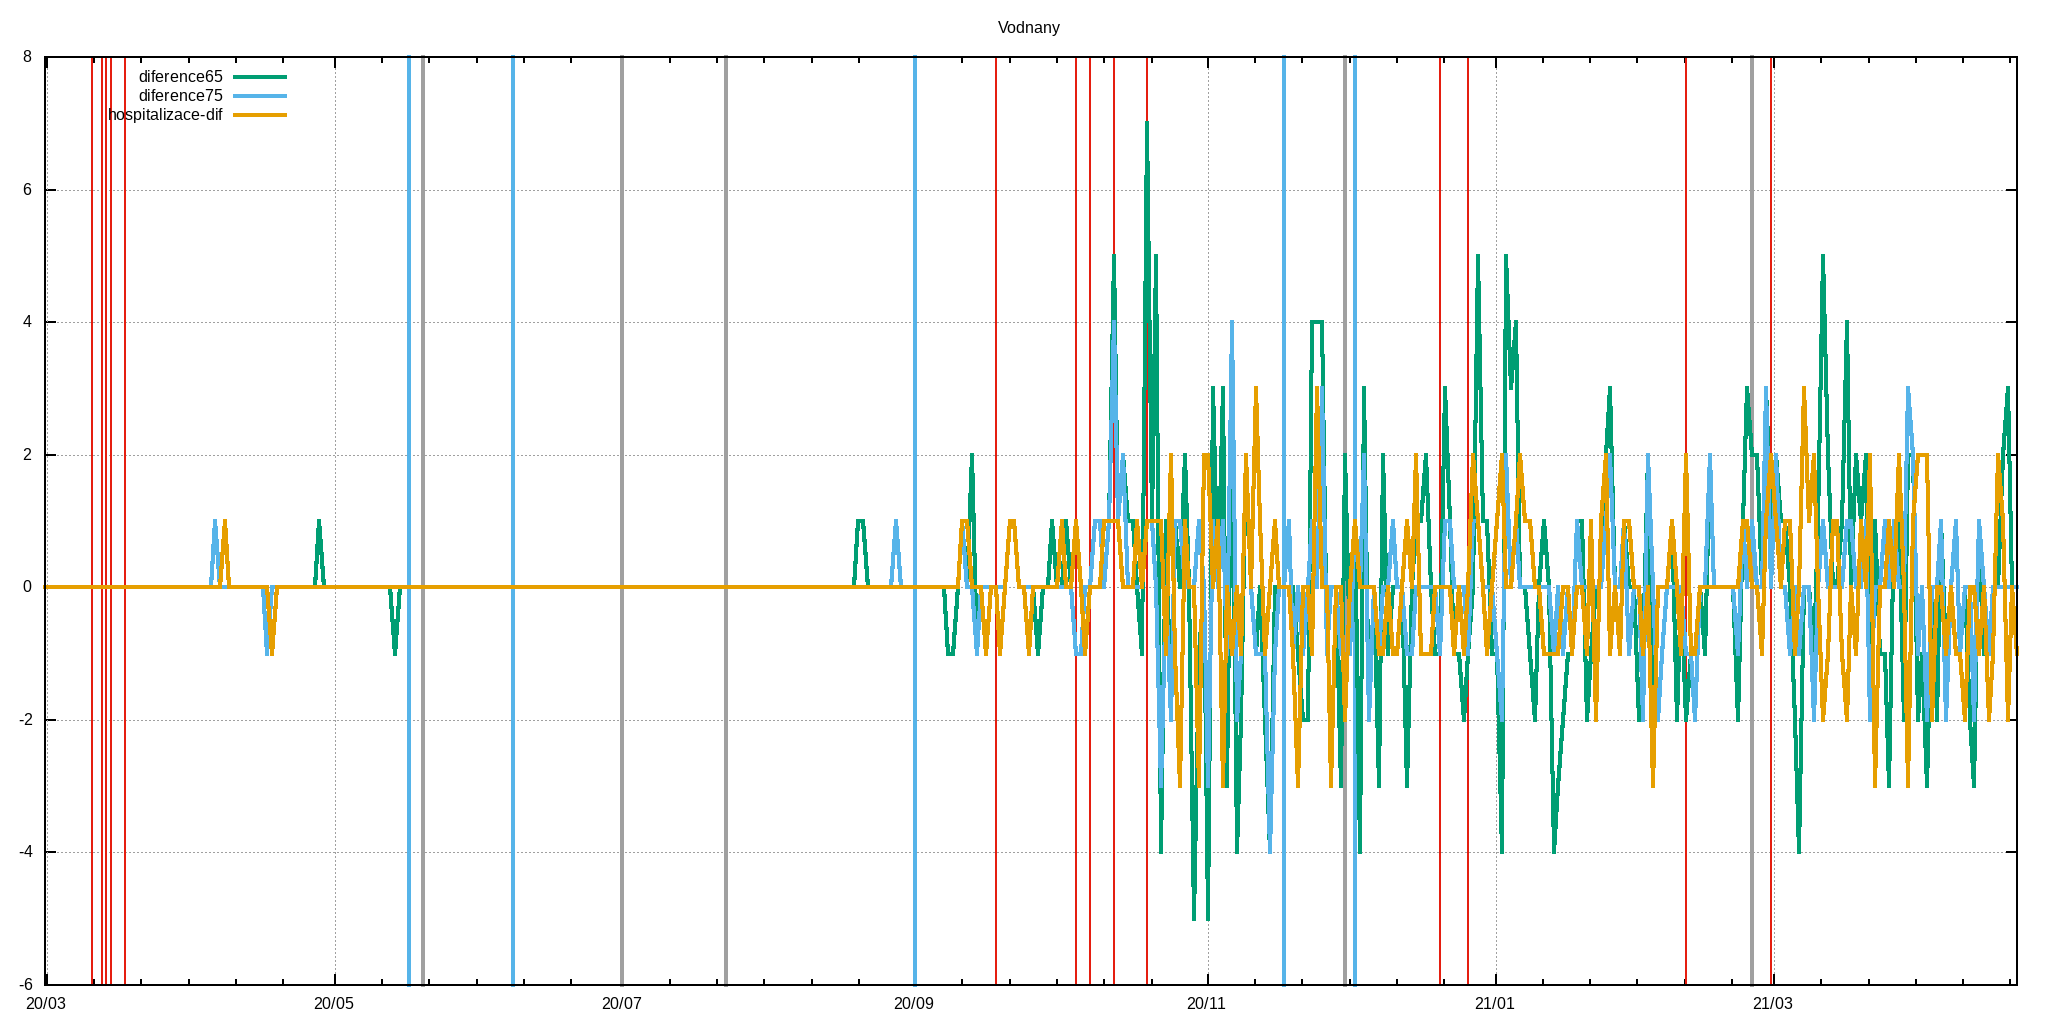 Vodnany
8
diference65
diference75
hospitalizace-dif
6
4
2
0
-2
-4
-6
20/03 20/05 20/07 20/09 20/11 21/01 21/03